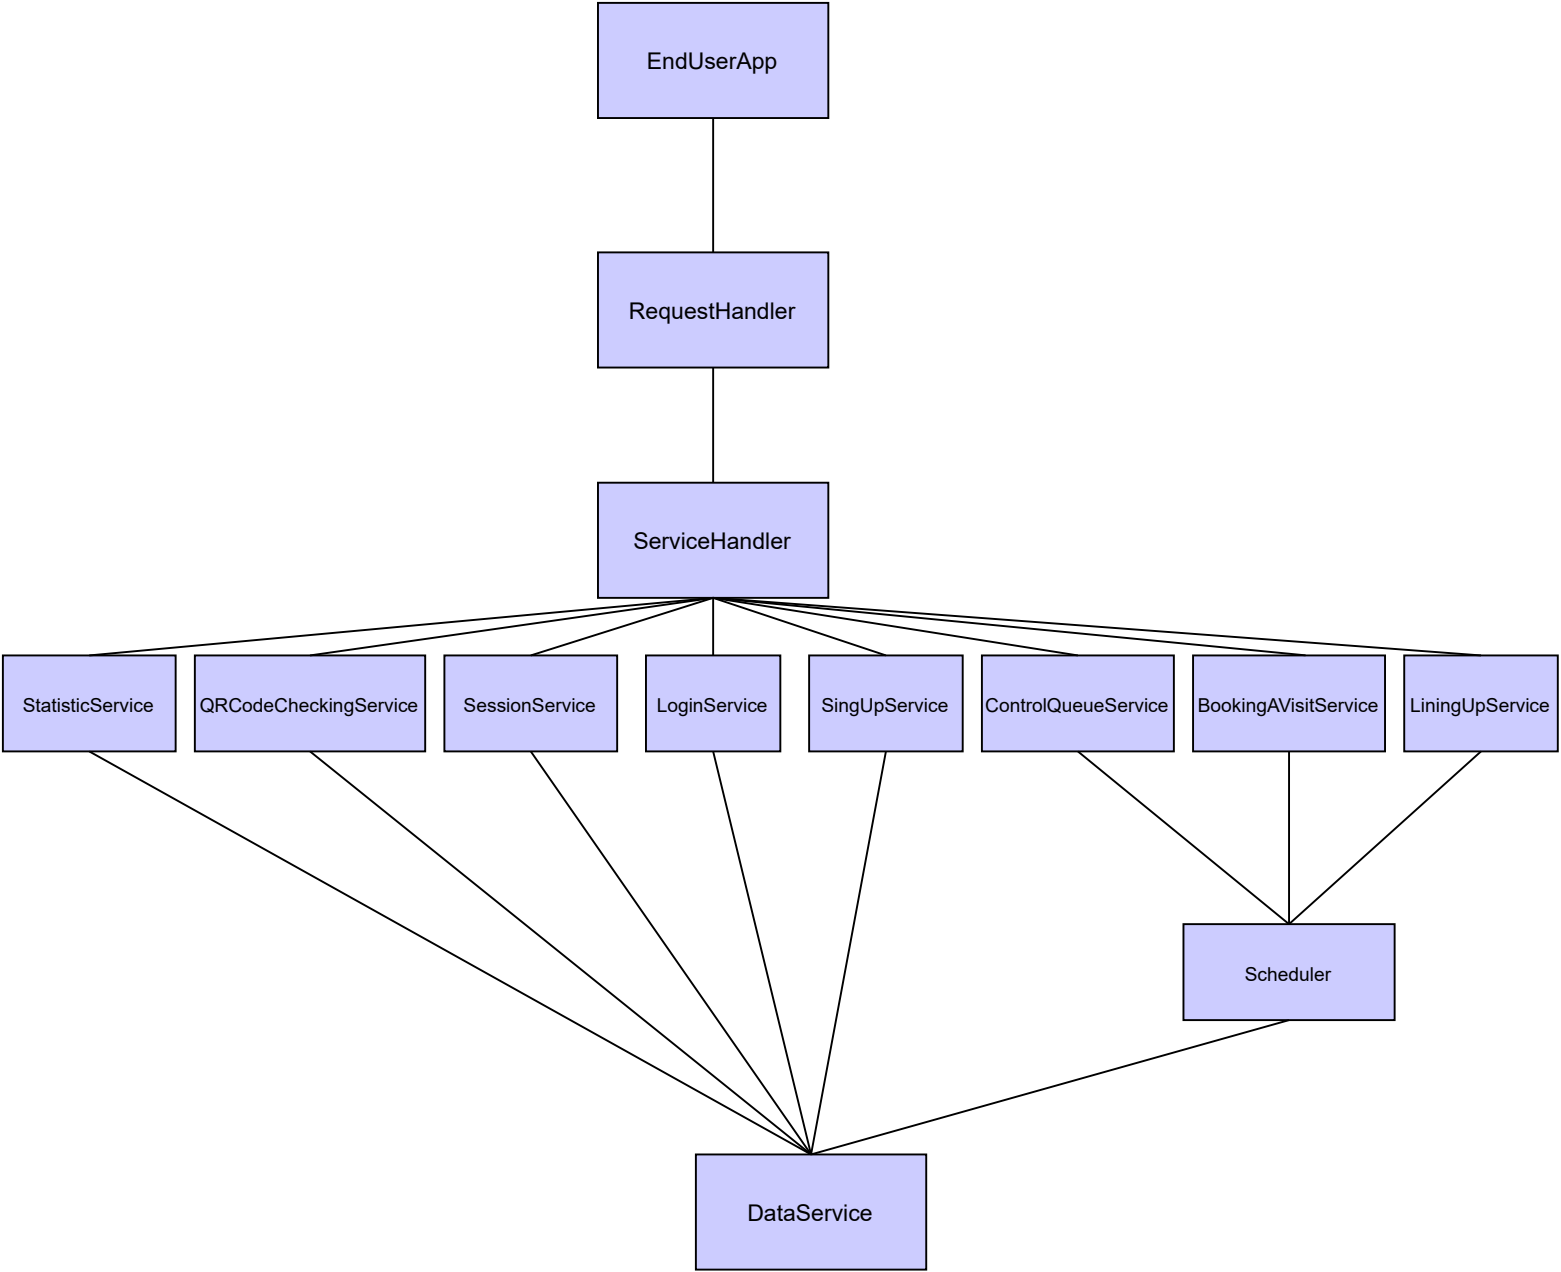 EndUserApp
RequestHandler
ServiceHandler
StatisticService
QRCodeCheckingService
SessionService
LoginService
SingUpService
ControlQueueService
BookingAVisitService
LiningUpService
Scheduler
DataService